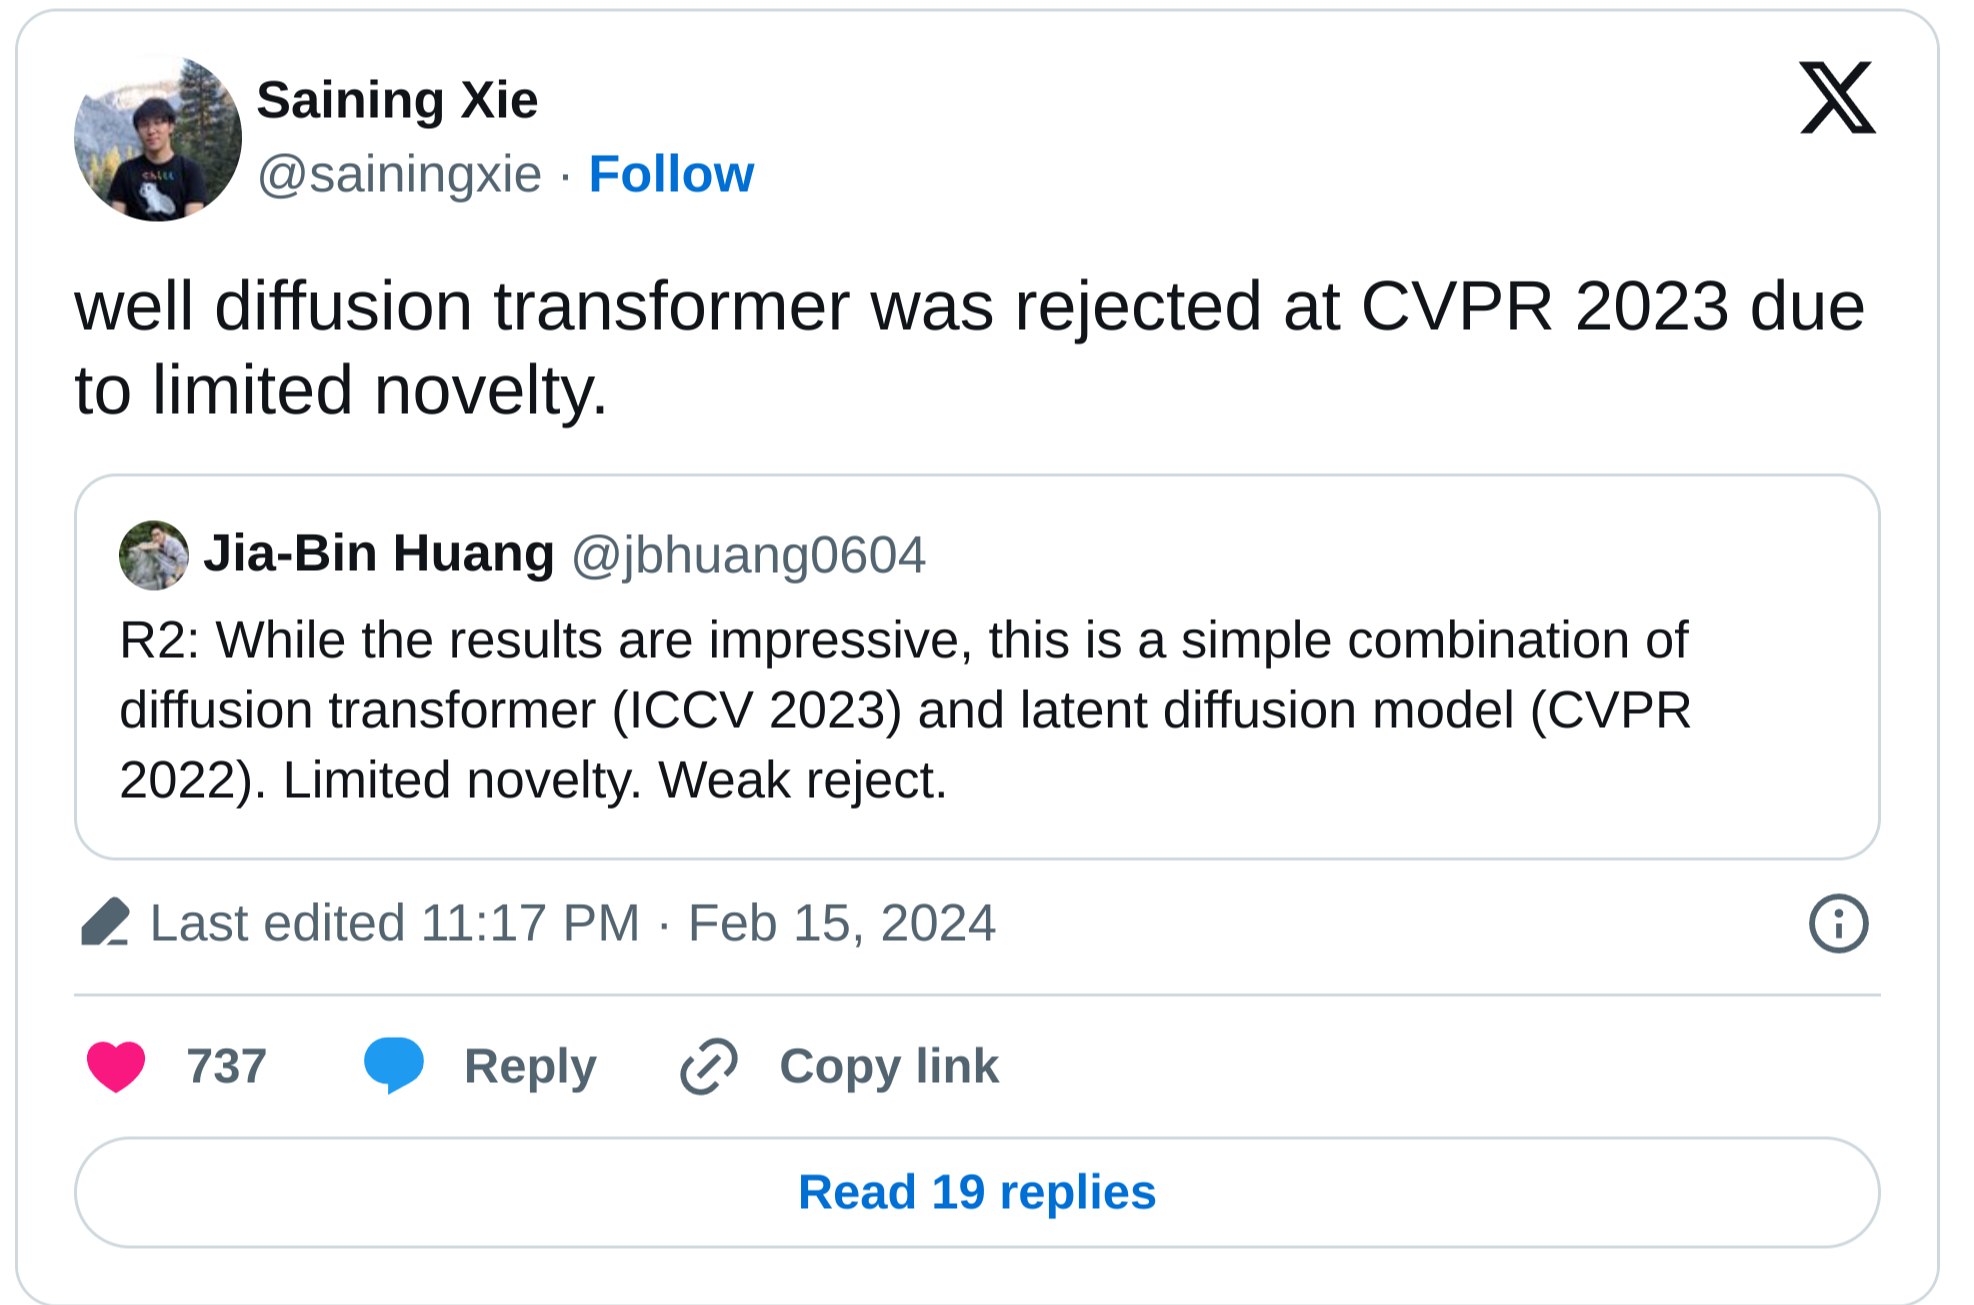 Saining Xie
@sainingxie · Follow
well diffusion transformer was rejected at CVPR 2023 due
to limited novelty.
Jia-Bin Huang @jbhuang0604
R2: While the results are impressive, this is a simple combination of
diffusion transformer (ICCV 2023) and latent diffusion model (CVPR
2022). Limited novelty. Weak reject.
Last edited 11:17 PM · Feb 15, 2024
737 Reply Copy link
Read 19 replies